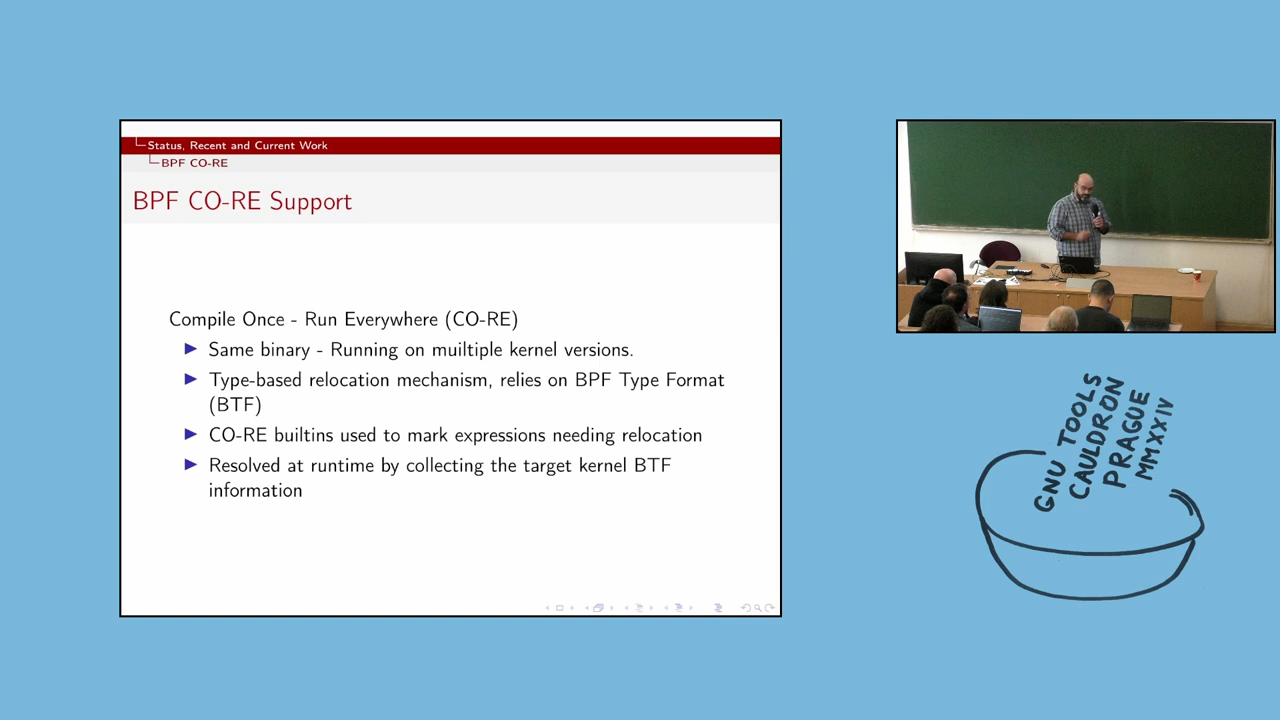 Status, Recent and Current Work
BPF CO-RE
BPF CO-RE Support
Compile Once - Run Everywhere (CO-RE)
Same binary - Running on muiltiple kernel versions.
Type-based relocation mechanism, relies on BPF Type Format
(BTF)
CO-RE builtins used to mark expressions needing relocation
Resolved at runtime by collecting the target kernel BTF
information
GNU TOOLS
CAULDRON
PRAGUE
MMXXIV